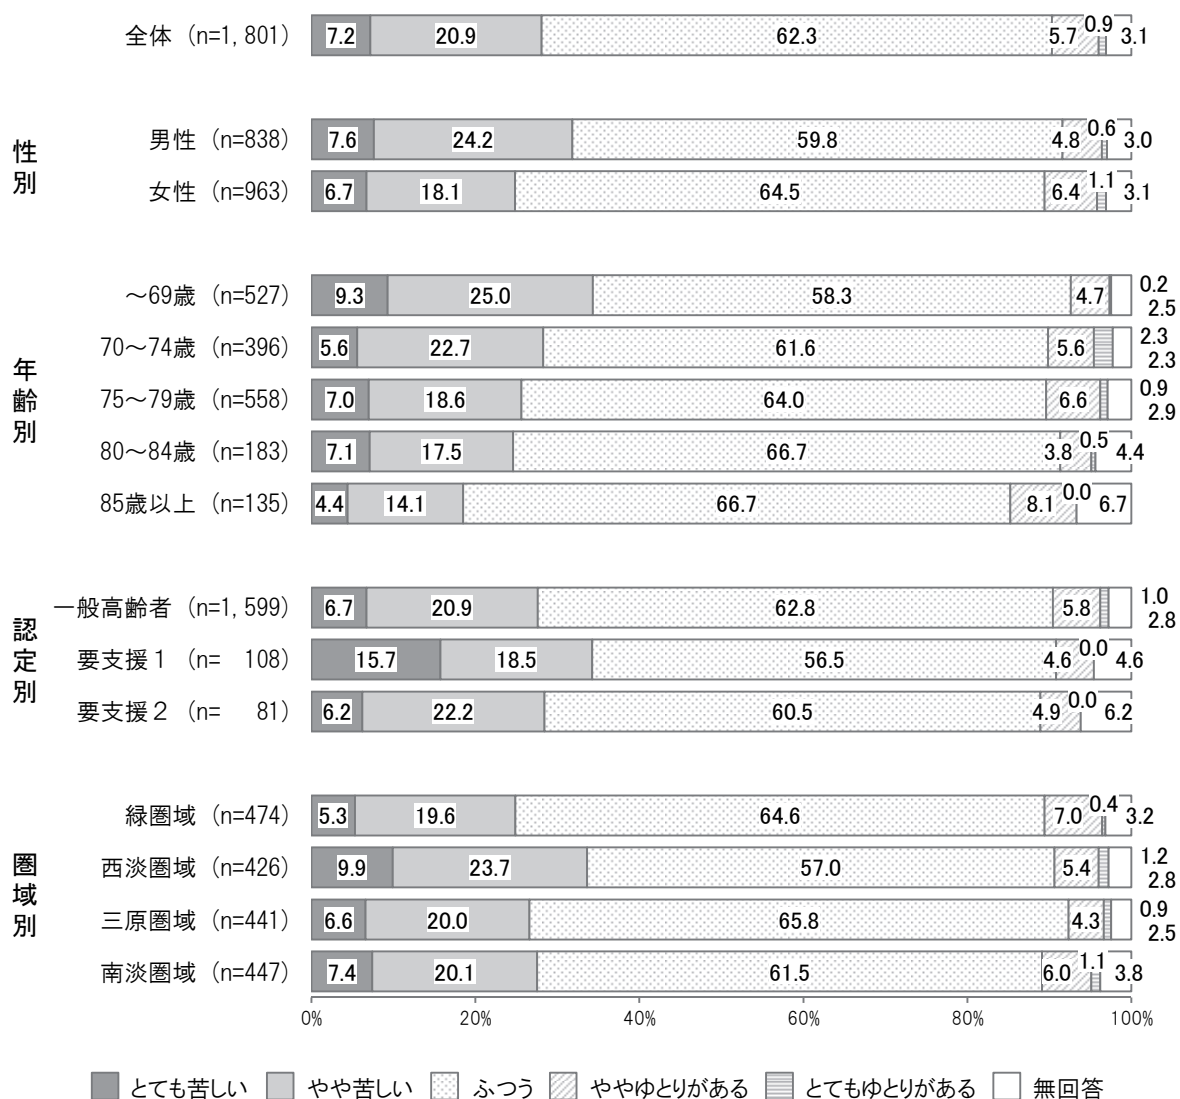 全体（n=1,801） 7.2 20.9 62.3 5.7 0.9 3.1
性別
男性（n=838） 7.6 24.2 59.8 4.8 0.6 3.0
女性（n=963） 6.7 18.1 64.5 6.4 1.1 3.1
年齢別
～69歳（n=527） 9.3 25.0 58.3 4.7 0.2 2.5
70～74歳（n=396） 5.6 22.7 61.6 5.6 2.3 2.3
75～79歳（n=558） 7.0 18.6 64.0 6.6 0.9 2.9
80～84歳（n=183） 7.1 17.5 66.7 3.8 0.5 4.4
85歳以上（n=135） 4.4 14.1 66.7 8.1 0.0 6.7
認定別
一般高齢者（n=1,599） 6.7 20.9 62.8 5.8 1.0 2.8
要支援１（n= 108） 15.7 18.5 56.5 4.6 0.0 4.6
要支援２（n= 81） 6.2 22.2 60.5 4.9 0.0 6.2
圏域別
緑圏域（n=474） 5.3 19.6 64.6 7.0 0.4 3.2
西淡圏域（n=426） 9.9 23.7 57.0 5.4 1.2 2.8
三原圏域（n=441） 6.6 20.0 65.8 4.3 0.9 2.5
南淡圏域（n=447） 7.4 20.1 61.5 6.0 1.1 3.8
0% 20% 40% 60% 80% 100%
とても苦しい やや苦しい ふつう ややゆとりがある とてもゆとりがある 無回答